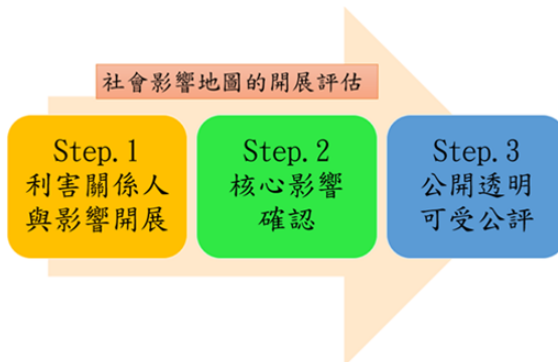 社會影響地圖的開展評估
Step.1
利害關係人
與影響開展
Step.2
核心影響
確認
Step.3
公開透明
可受公評